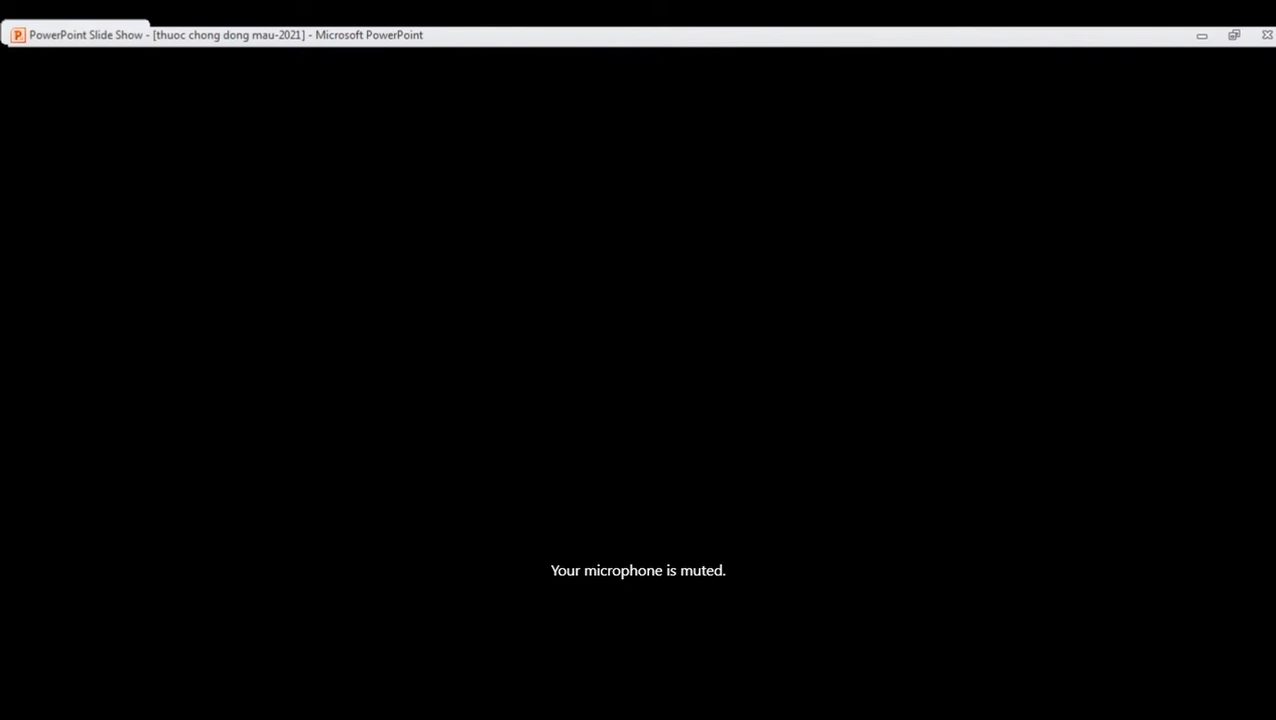 PowerPoint Slide Show - [thuoc chong dong mau-2021] - Microsoft PowerPoint
Your microphone is muted.